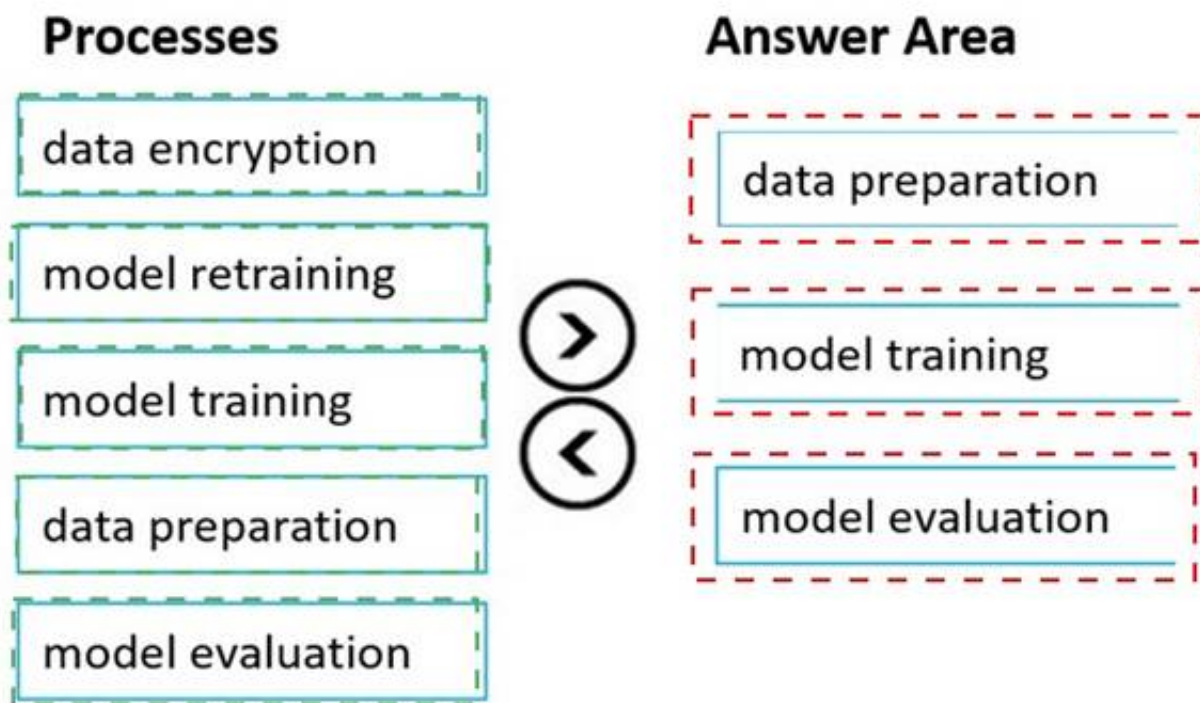 Processes
data encryption
model retraining
model training
data preparation
model evaluation
Answer Area
data preparation
model training
model evaluation